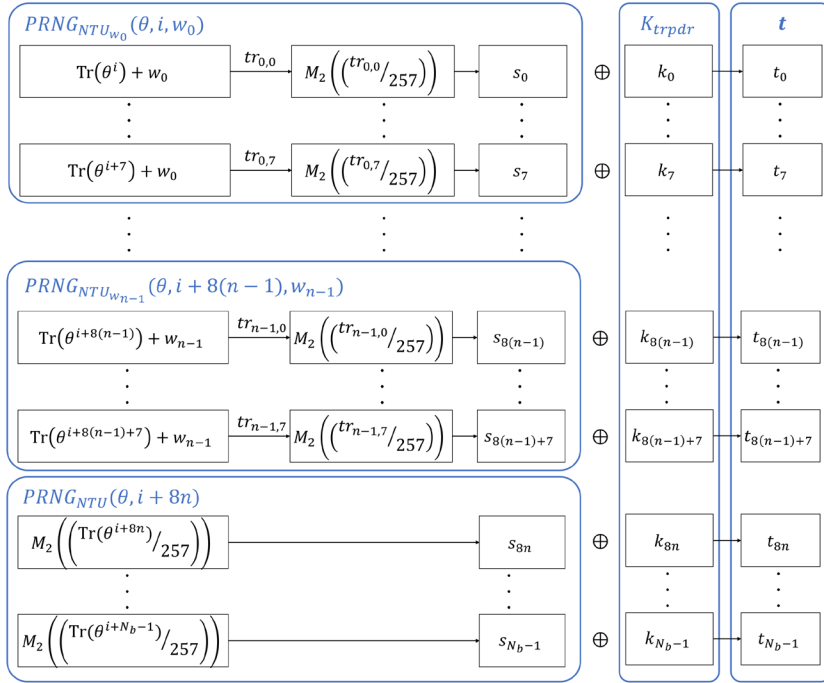 PRNG_{NTU_{w_0}}(θ, i, w_0) K_{trpdr} t
Tr(θ^i) + w_0 tr_{0,0} M_2((^{tr_{0,0}}/_{257})) s_0 ⊕ k_0 t_0
Tr(θ^{i+7}) + w_0 tr_{0,7} M_2((^{tr_{0,7}}/_{257})) s_7 ⊕ k_7 t_7
PRNG_{NTU_{w_{n-1}}}(θ, i + 8(n − 1), w_{n-1})
Tr(θ^{i+8(n-1)}) + w_{n-1} tr_{n-1,0} M_2((^{tr_{n-1,0}}/_{257})) s_{8(n-1)} ⊕ k_{8(n-1)} t_{8(n-1)}
Tr(θ^{i+8(n-1)+7}) + w_{n-1} tr_{n-1,7} M_2((^{tr_{n-1,7}}/_{257})) s_{8(n-1)+7} ⊕ k_{8(n-1)+7} t_{8(n-1)+7}
PRNG_{NTU}(θ, i + 8n)
M_2((^{Tr(θ^{i+8n})}/_{257})) s_{8n} ⊕ k_{8n} t_{8n}
M_2((^{Tr(θ^{i+N_b-1})}/_{257})) s_{N_b-1} ⊕ k_{N_b-1} t_{N_b-1}